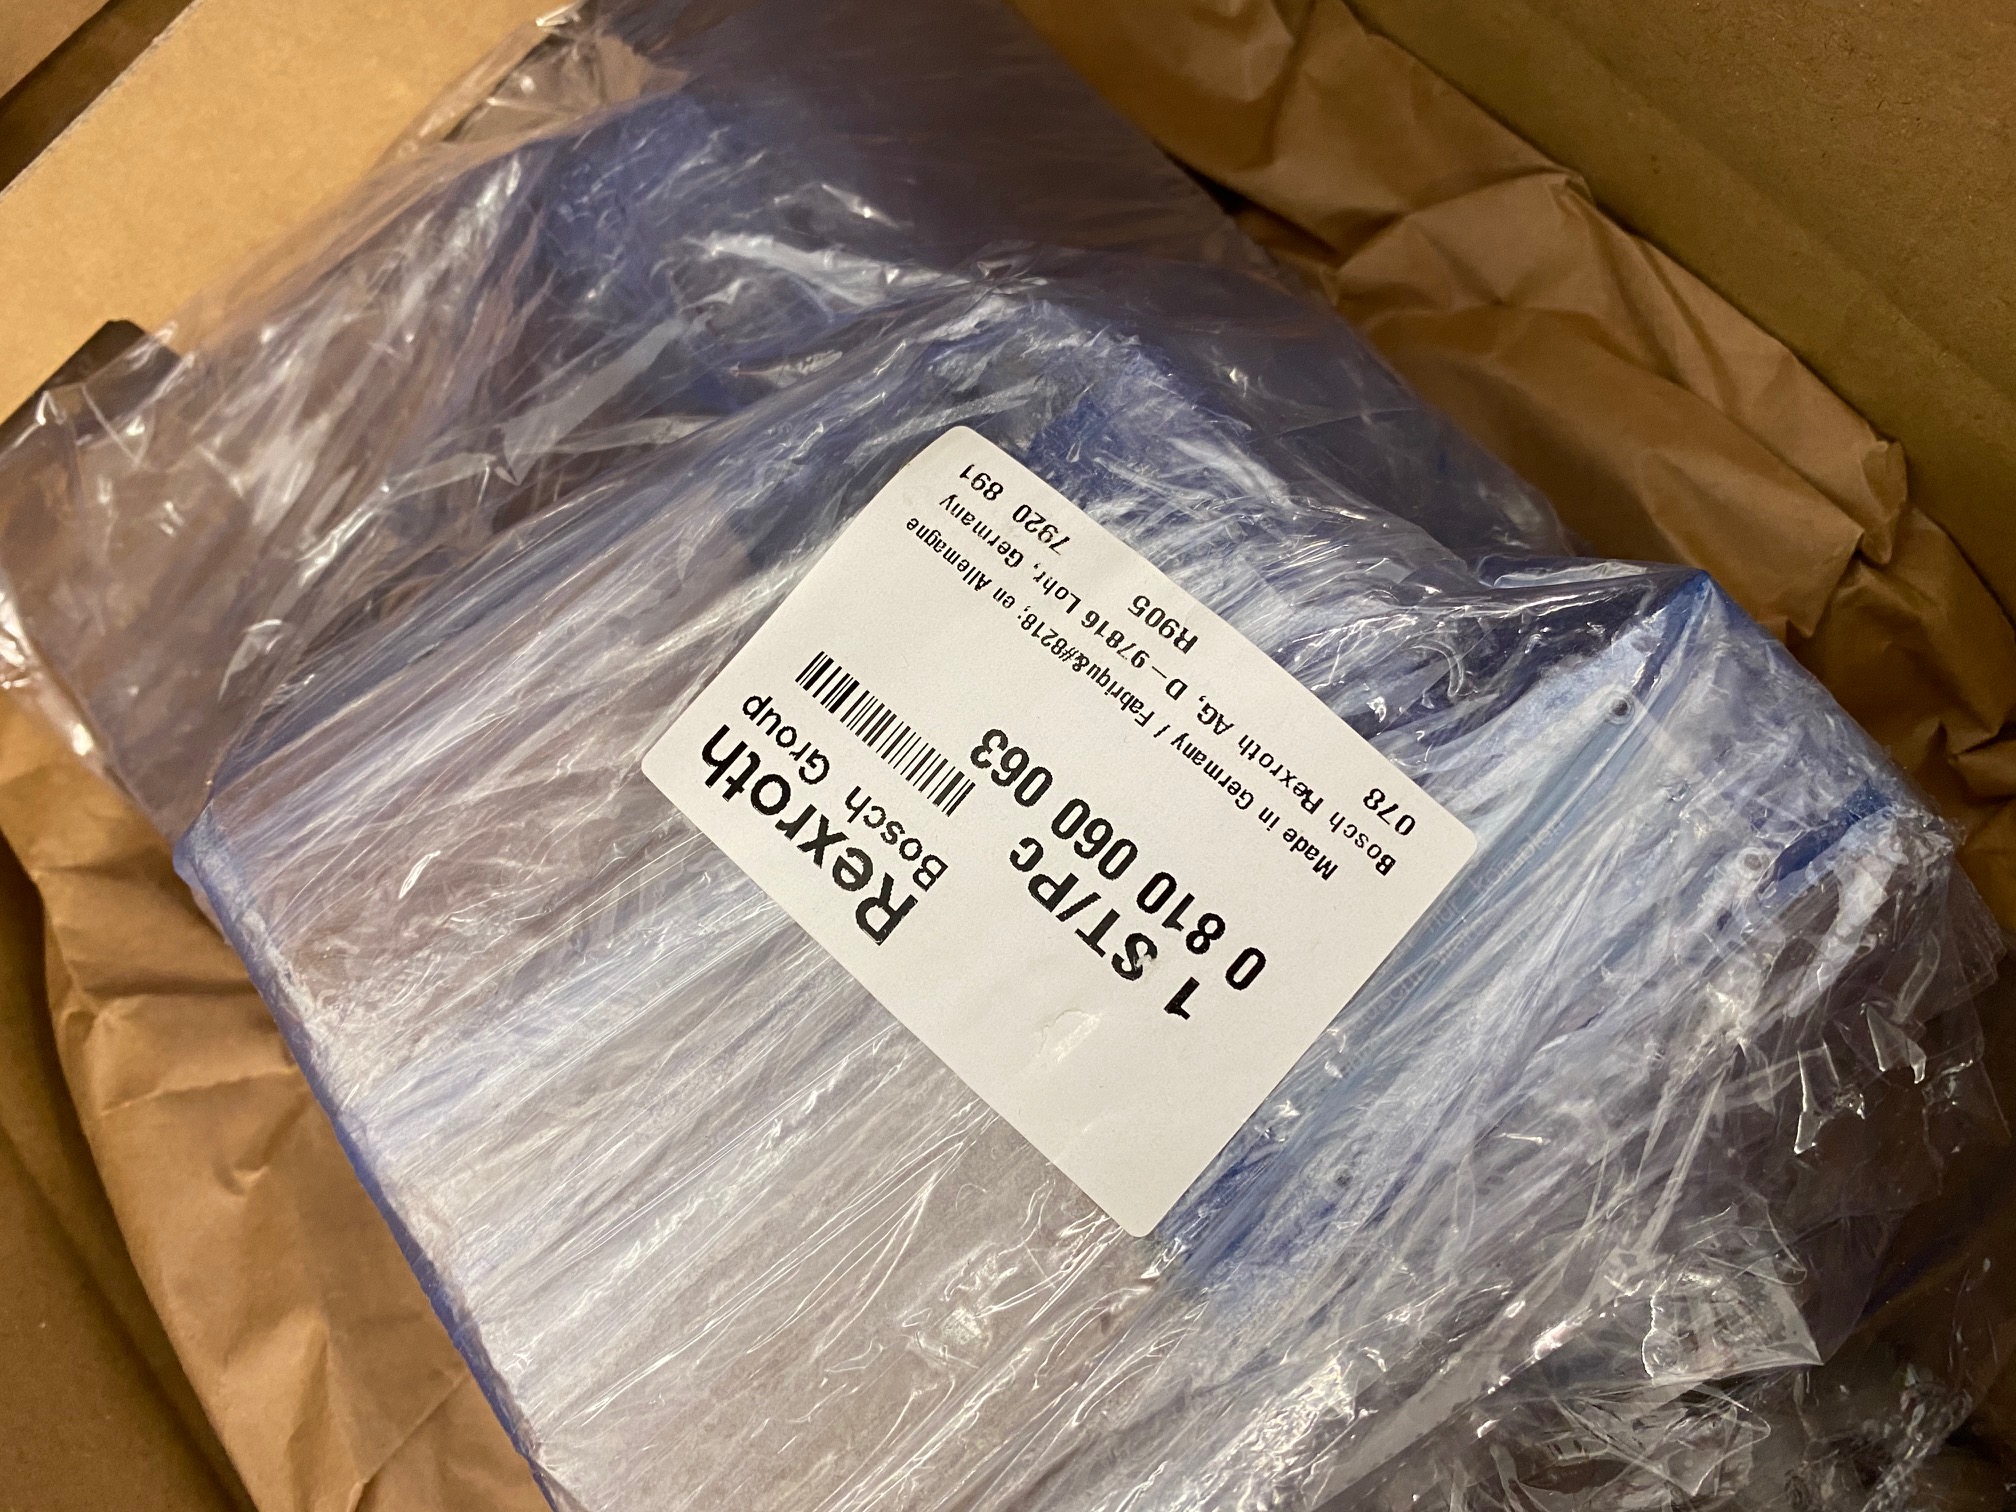 Rexroth
Bosch Group
1 ST/Pc
0 810 060 063
Made in Germany / Fabriqu&#8218; en Allemagne
Bosch Rexroth AG, D-97816 Lohr, Germany
078 R905 7920 891